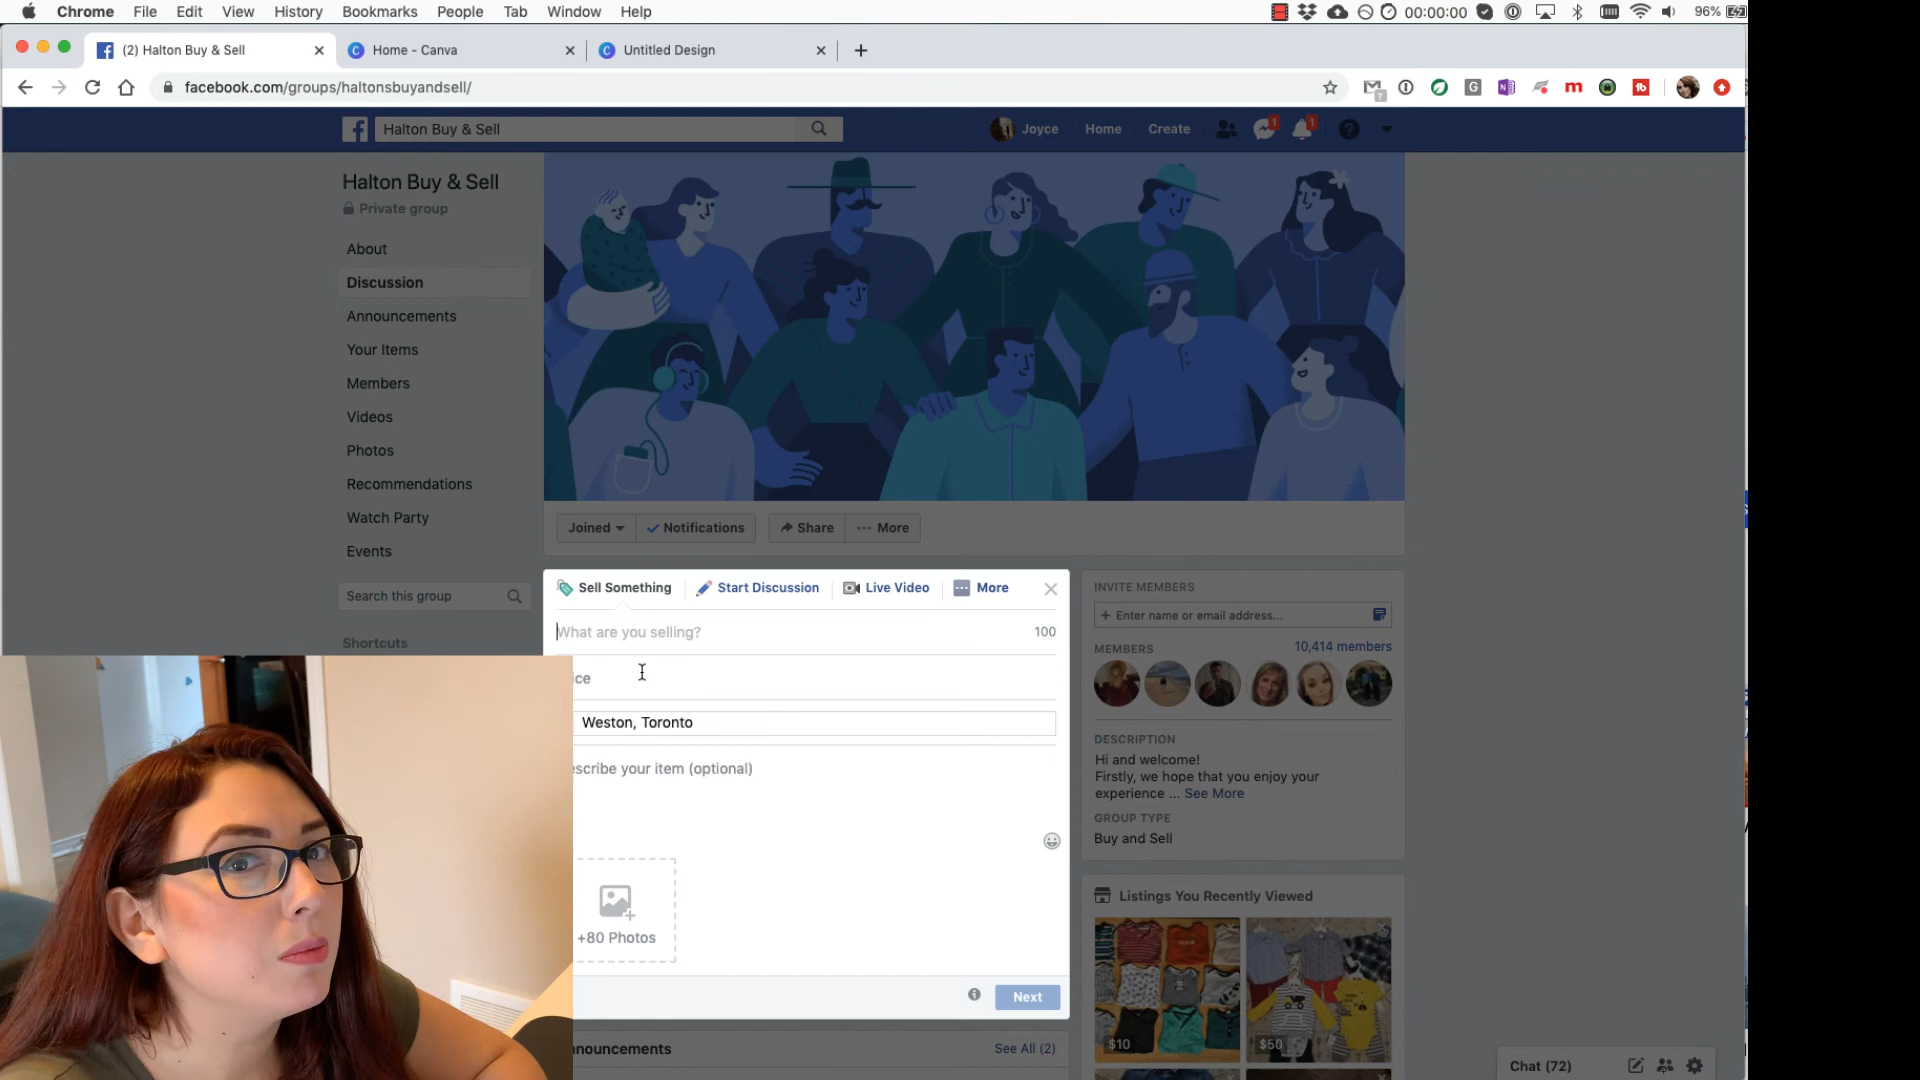 Chrome File Edit View History Bookmarks People Tab Window Help 00:00:00 96%
(2) Halton Buy & Sell Home - Canva Untitled Design
facebook.com/groups/haltonsbuyandsell/
Halton Buy & Sell Joyce Home Create 1 1
Halton Buy & Sell
Private group
About
Discussion
Announcements
Your Items
Members
Videos
Photos
Recommendations
Watch Party
Events
Search this group
Shortcuts
Joined Notifications Share More
Sell Something Start Discussion Live Video More
What are you selling? 100
ice
Weston, Toronto
scribe your item (optional)
+80 Photos
Next
nouncements See All (2)
INVITE MEMBERS
+ Enter name or email address...
MEMBERS 10,414 members
DESCRIPTION
Hi and welcome!
Firstly, we hope that you enjoy your
experience ... See More
GROUP TYPE
Buy and Sell
Listings You Recently Viewed
$10 $50
Chat (72)